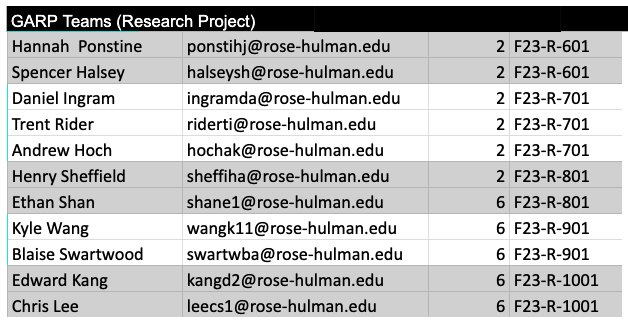 GARP Teams (Research Project)
Hannah  Ponstine ponstihj@rose-hulman.edu 2 F23-R-601
Spencer Halsey halseysh@rose-hulman.edu 2 F23-R-601
Daniel Ingram ingramda@rose-hulman.edu 2 F23-R-701
Trent Rider riderti@rose-hulman.edu 2 F23-R-701
Andrew Hoch hochak@rose-hulman.edu 2 F23-R-701
Henry Sheffield sheffiha@rose-hulman.edu 2 F23-R-801
Ethan Shan shane1@rose-hulman.edu 6 F23-R-801
Kyle Wang wangk11@rose-hulman.edu 6 F23-R-901
Blaise Swartwood swartwba@rose-hulman.edu 6 F23-R-901
Edward Kang kangd2@rose-hulman.edu 6 F23-R-1001
Chris Lee leecs1@rose-hulman.edu 6 F23-R-1001